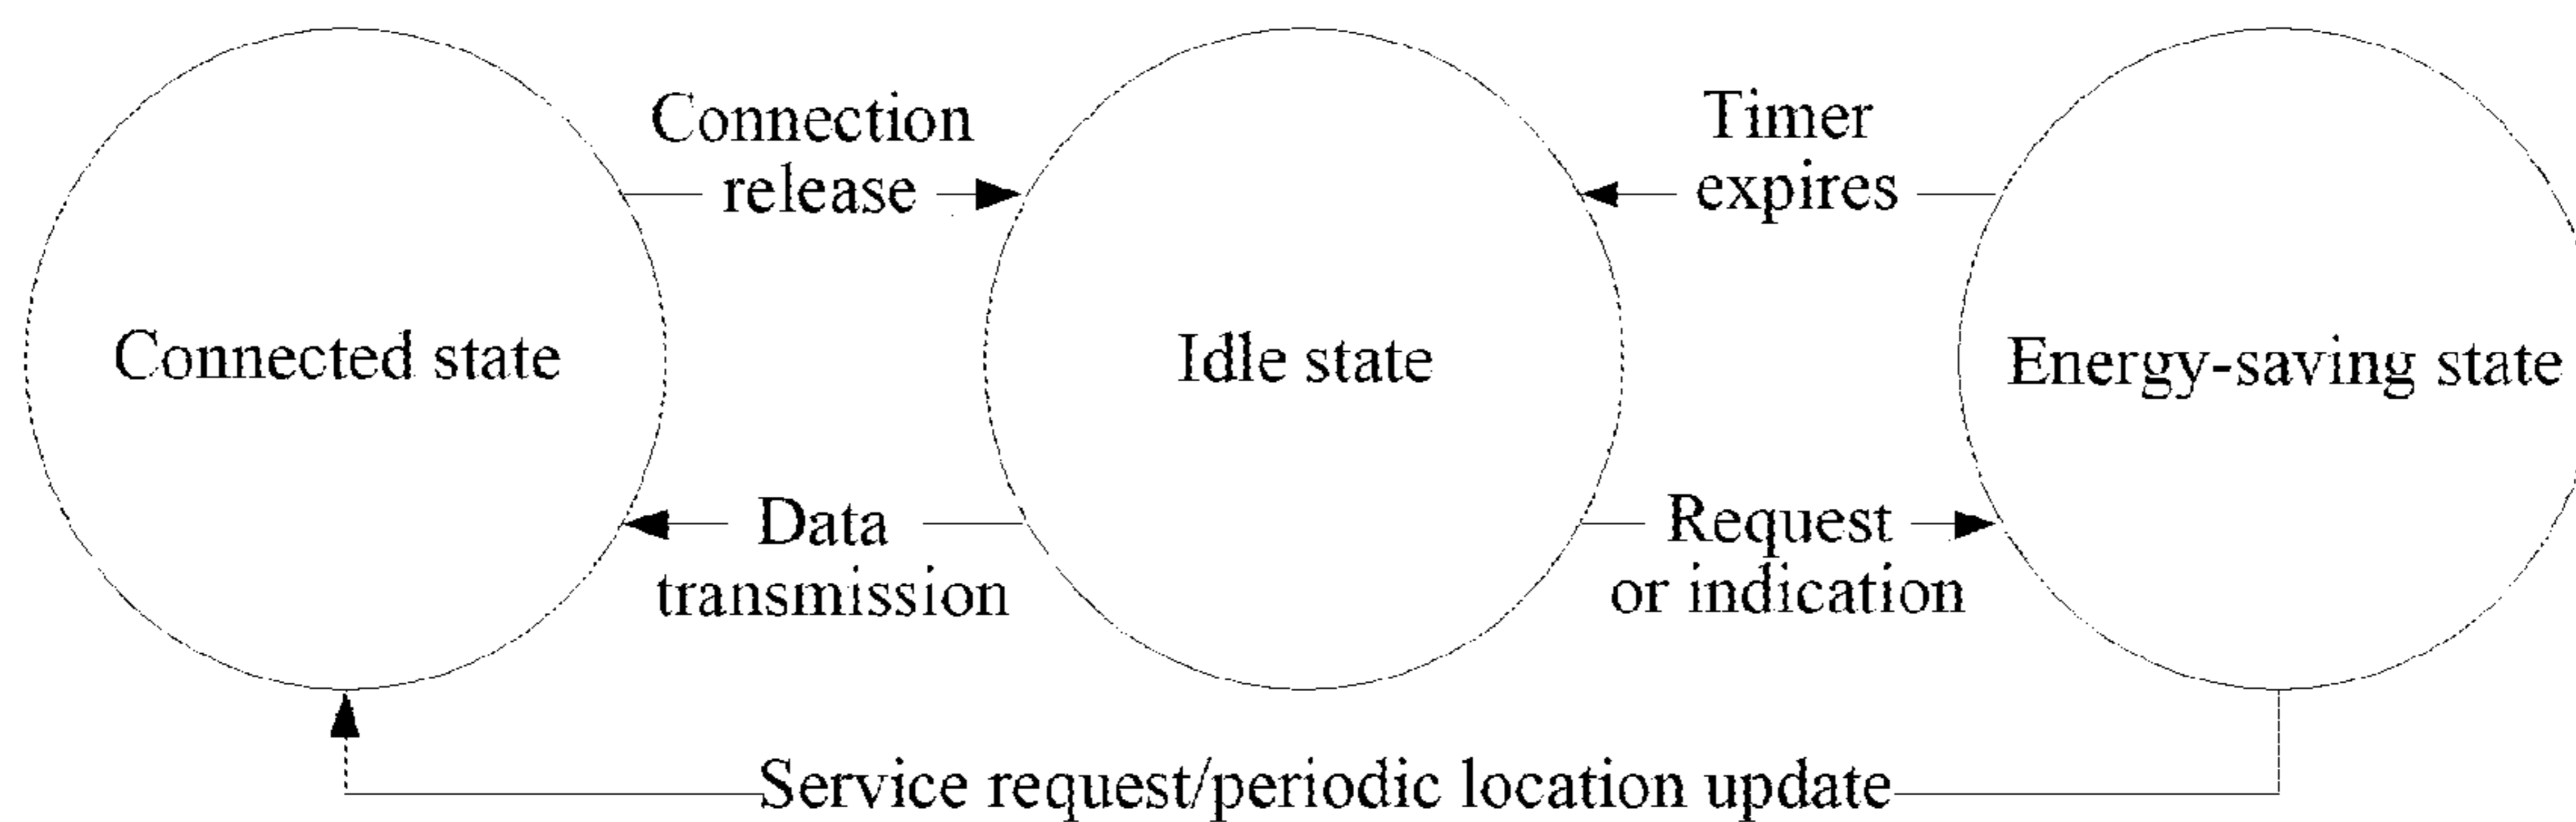 Connection
release
Timer
expires
Connected state
Idle state
Energy-saving state
Data
transmission
Request
or indication
Service request/periodic location update